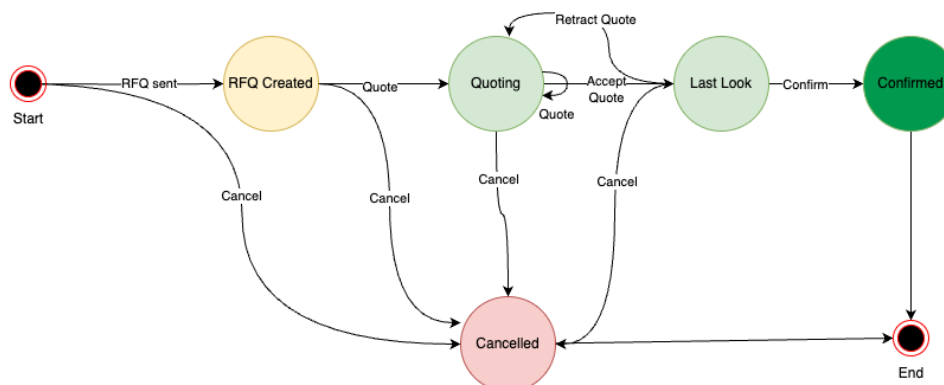 Retract Quote
RFQ sent
RFQ Created
Quote
Quoting
Accept
Quote
Quote
Last Look
Confirm
Confirmed
Start
Cancel
Cancel
Cancel
Cancel
Cancelled
End